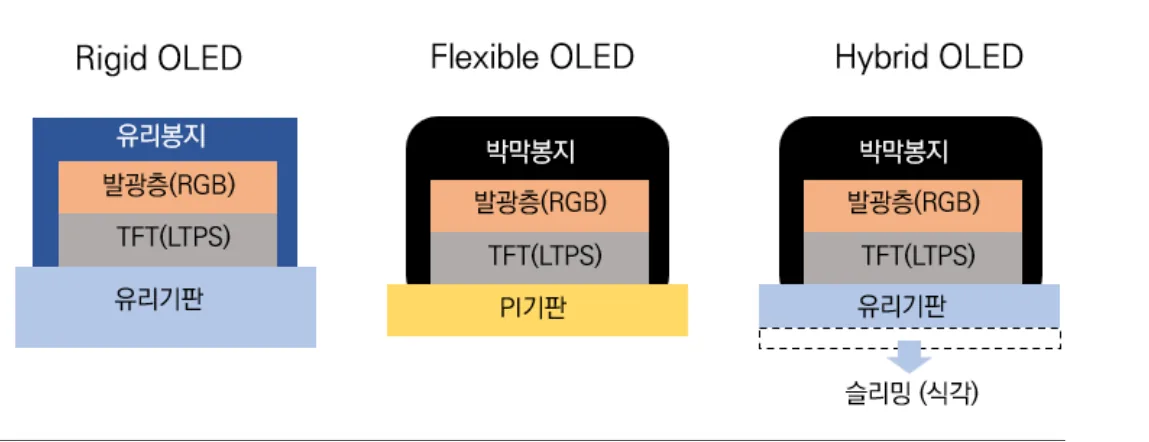 Rigid OLED
유리봉지
발광층(RGB)
TFT(LTPS)
유리기판
Flexible OLED
박막봉지
발광층(RGB)
TFT(LTPS)
PI기판
Hybrid OLED
박막봉지
발광층(RGB)
TFT(LTPS)
유리기판
슬리밍 (식각)